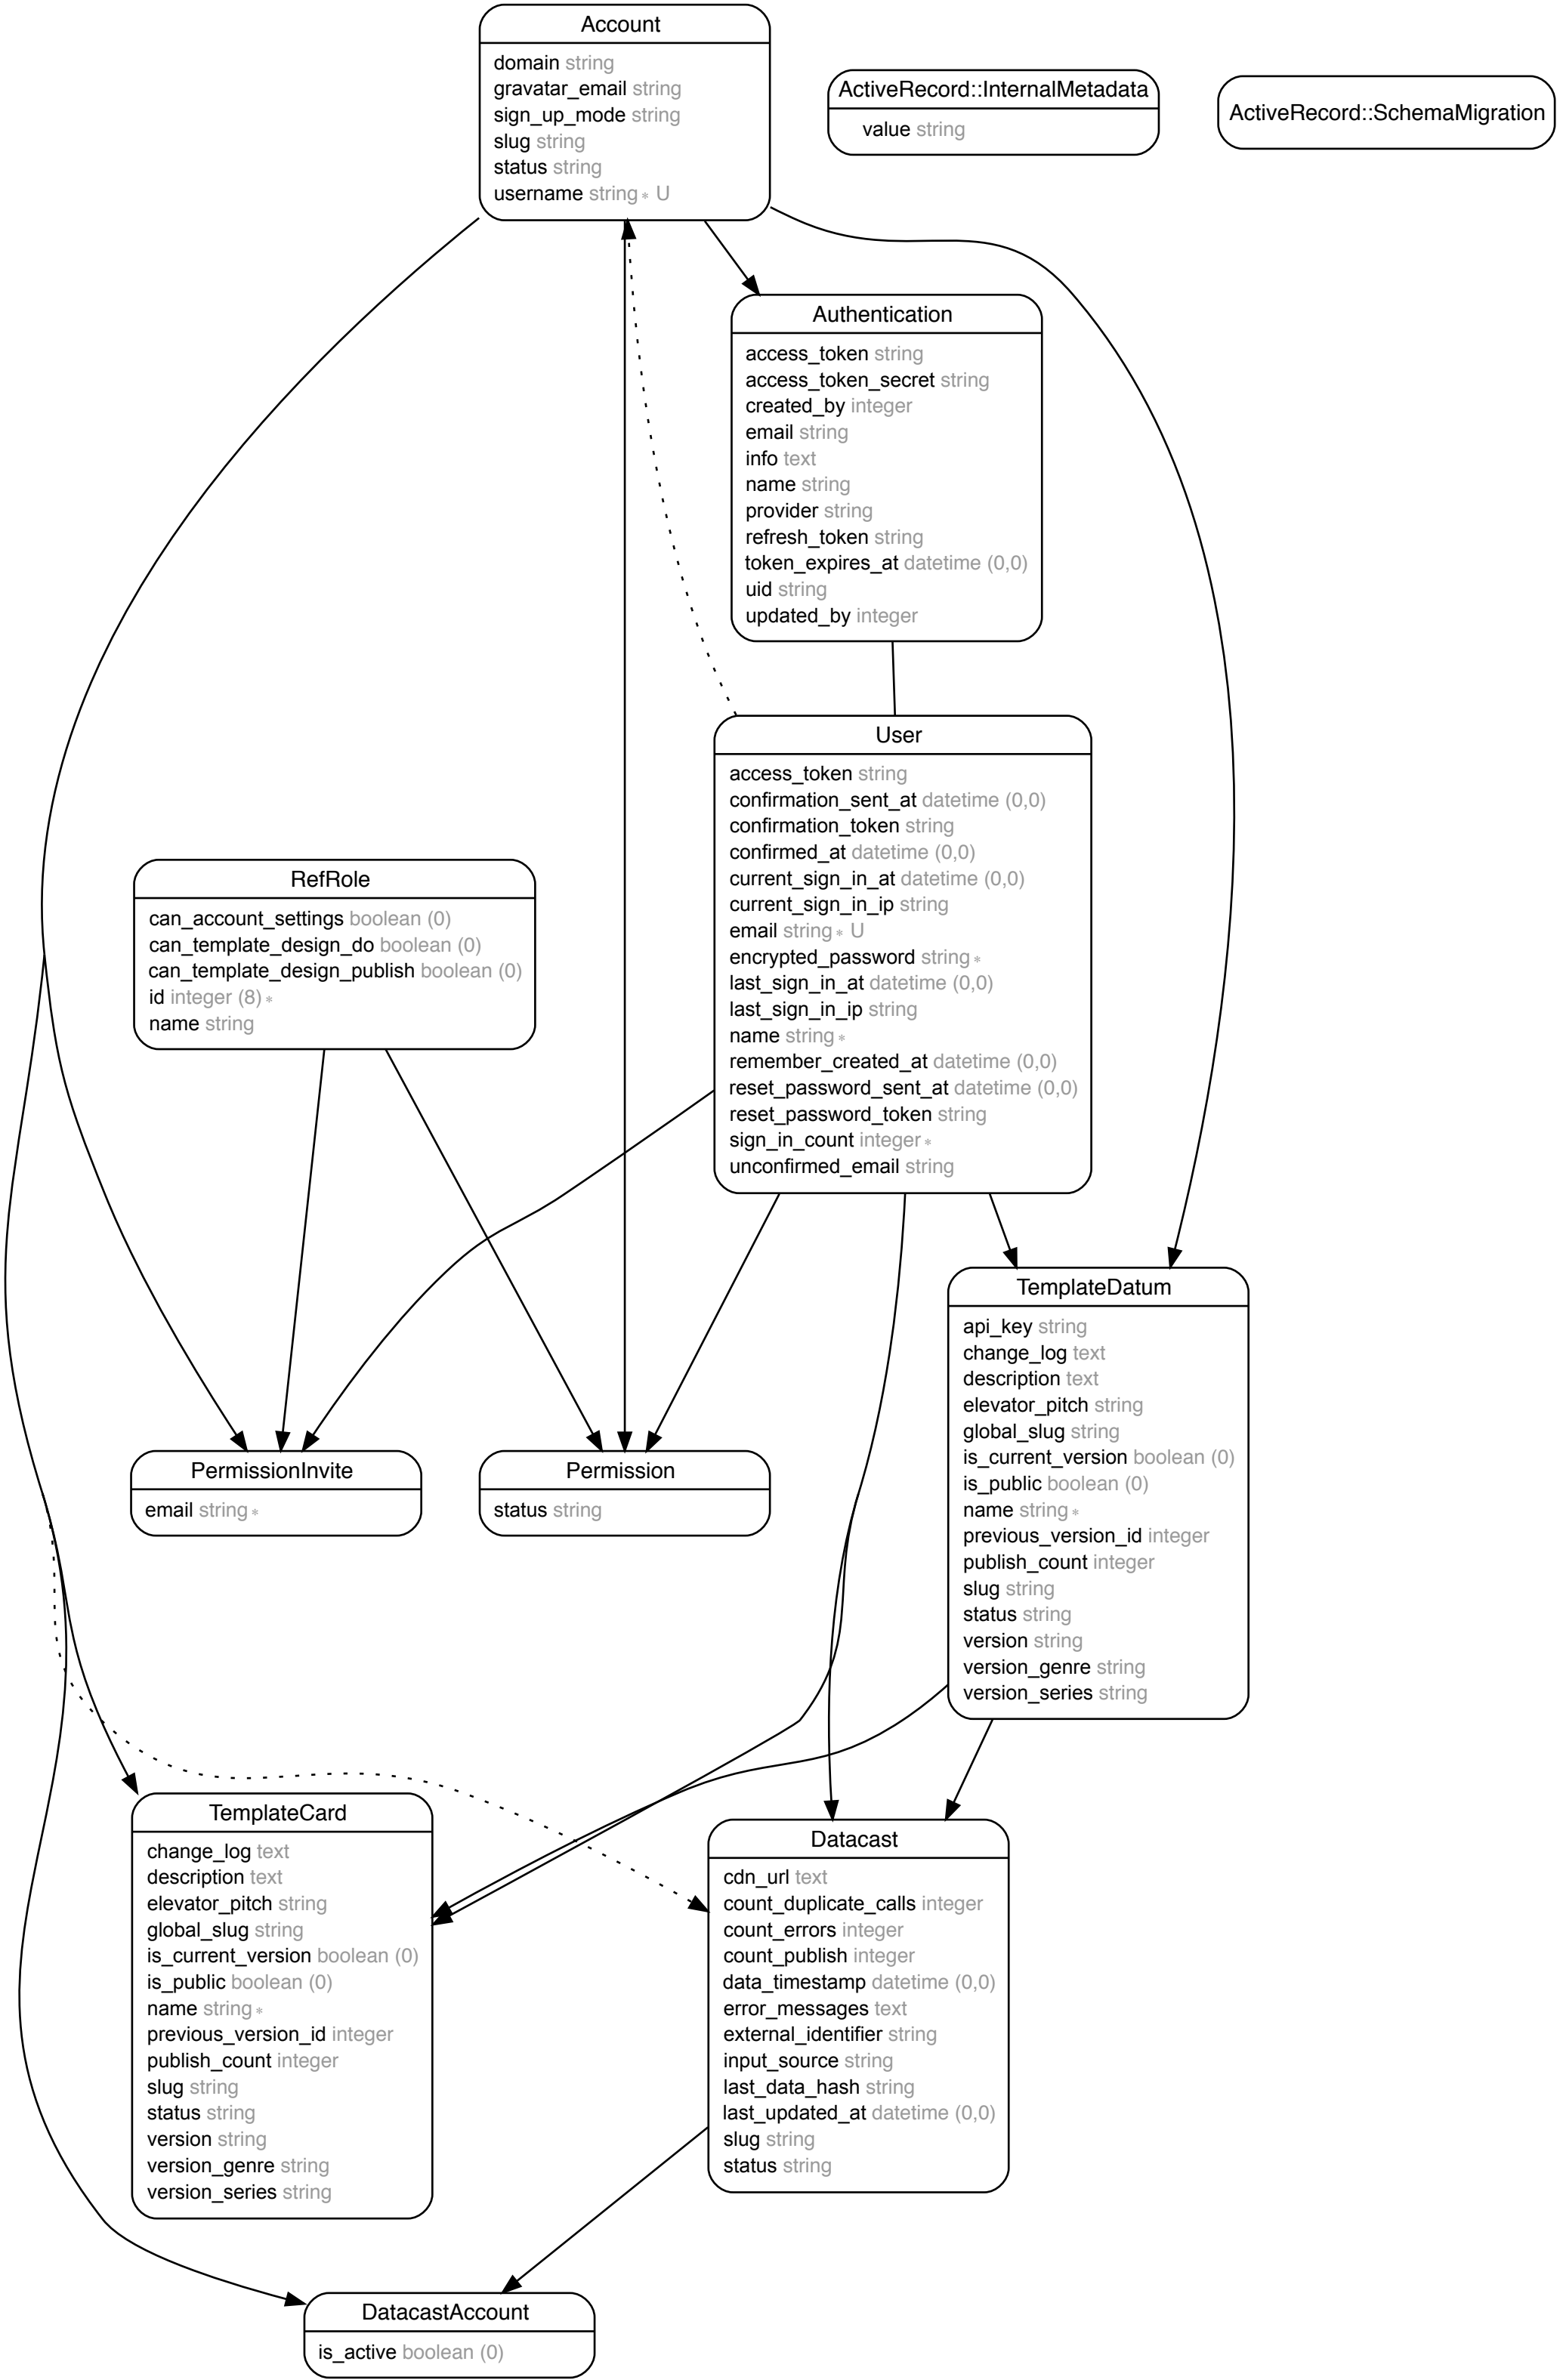 Account
domain string
gravatar_email string
sign_up_mode string
slug string
status string
username string∗ U
ActiveRecord::InternalMetadata
value string
ActiveRecord::SchemaMigration
Authentication
access_token string
access_token_secret string
created_by integer
email string
info text
name string
provider string
refresh_token string
token_expires_at datetime (0,0)
uid string
updated_by integer
User
access_token string
confirmation_sent_at datetime (0,0)
confirmation_token string
confirmed_at datetime (0,0)
current_sign_in_at datetime (0,0)
current_sign_in_ip string
email string∗ U
encrypted_password string∗
last_sign_in_at datetime (0,0)
last_sign_in_ip string
name string∗
remember_created_at datetime (0,0)
reset_password_sent_at datetime (0,0)
reset_password_token string
sign_in_count integer∗
unconfirmed_email string
RefRole
can_account_settings boolean (0)
can_template_design_do boolean (0)
can_template_design_publish boolean (0)
id integer (8)∗
name string
TemplateDatum
api_key string
change_log text
description text
elevator_pitch string
global_slug string
is_current_version boolean (0)
is_public boolean (0)
name string∗
previous_version_id integer
publish_count integer
slug string
status string
version string
version_genre string
version_series string
PermissionInvite
email string∗
Permission
status string
TemplateCard
change_log text
description text
elevator_pitch string
global_slug string
is_current_version boolean (0)
is_public boolean (0)
name string∗
previous_version_id integer
publish_count integer
slug string
status string
version string
version_genre string
version_series string
Datacast
cdn_url text
count_duplicate_calls integer
count_errors integer
count_publish integer
data_timestamp datetime (0,0)
error_messages text
external_identifier string
input_source string
last_data_hash string
last_updated_at datetime (0,0)
slug string
status string
DatacastAccount
is_active boolean (0)